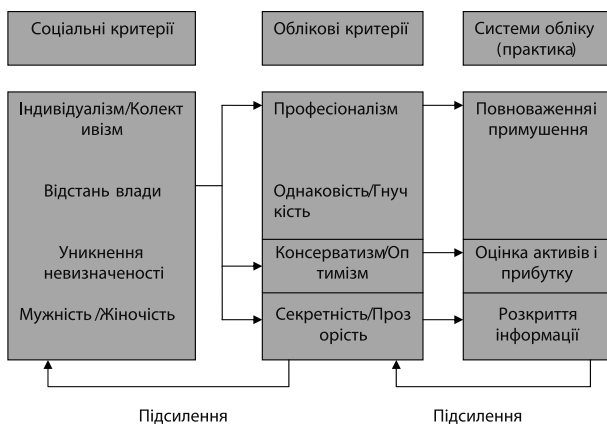 Соціальні критерії
Облікові критерії
Системи обліку
(практика)
Індивідуалізм/Колект
ивізм
Відстань влади
Уникнення
невизначеності
Мужність /Жіночість
Професіоналізм
Однаковість/Гнуч
кість
Консерватизм/Оп
тимізм
Секретність/Проз
орість
Повноваженняі
примушення
Оцінка активів і
прибутку
Розкриття
інформації
Підсилення
Підсилення